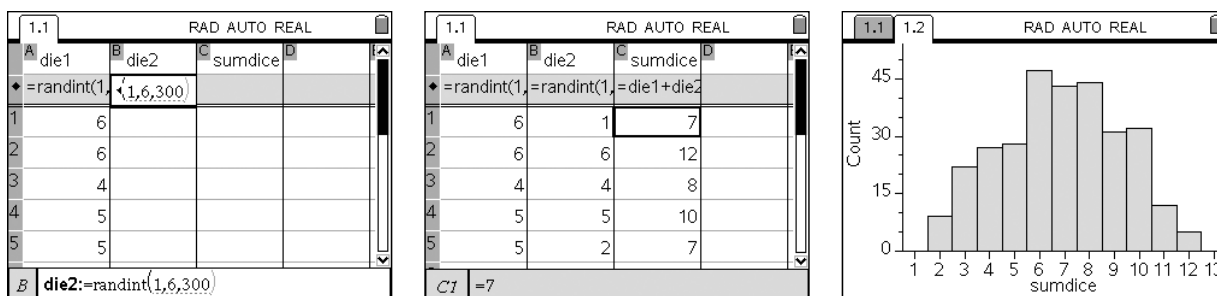 1.1 RAD AUTO REAL
A die1 B die2 C sumdice D E
◆ =randint(1, (1,6,300)
1 6
2 6
3 4
4 5
5 5
B die2:=randint(1,6,300)
1.1 RAD AUTO REAL
A die1 B die2 C sumdice D
◆ =randint(1, =randint(1, =die1+die2
1 6 1 7
2 6 6 12
3 4 4 8
4 5 5 10
5 5 2 7
C1 =7
1.1 1.2 RAD AUTO REAL
45
30
15
0
Count
1 2 3 4 5 6 7 8 9 10 11 12 13
sumdice